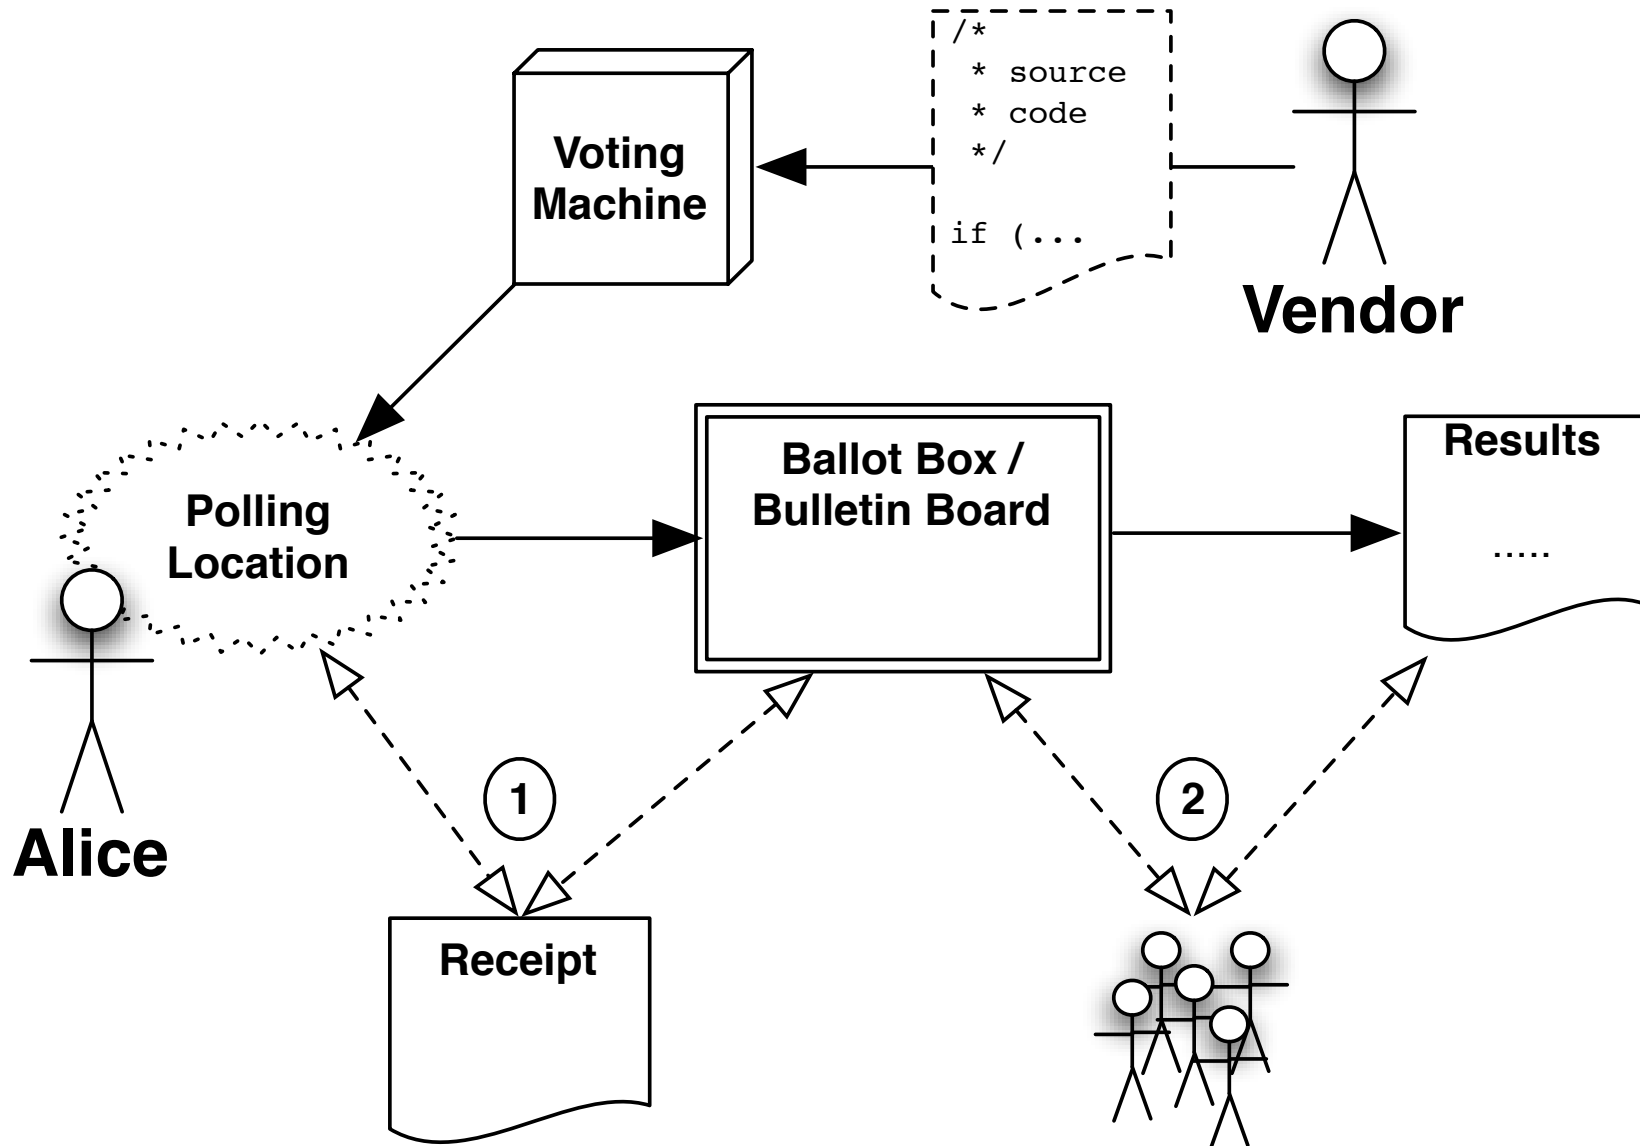 /*
* source
* code
*/
if (...
Voting
Machine
Vendor
Ballot Box /
Bulletin Board
Results
.....
Polling
Location
Alice
1
2
Receipt